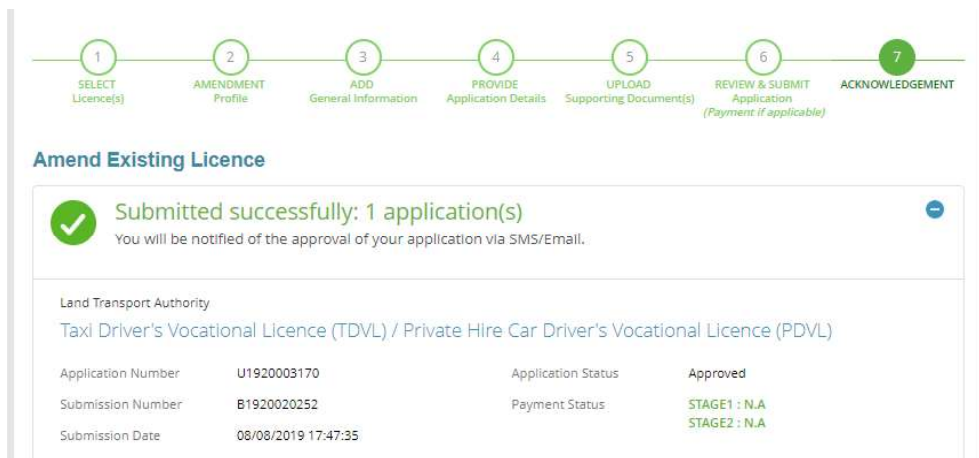 1 2 3 4 5 6 7
SELECT AMENDMENT ADD PROVIDE UPLOAD REVIEW & SUBMIT ACKNOWLEDGEMENT
Licence(s) Profile General Information Application Details Supporting Document(s) Application
(Payment if applicable)
Amend Existing Licence
Submitted successfully: 1 application(s)
You will be notified of the approval of your application via SMS/Email.
Land Transport Authority
Taxi Driver's Vocational Licence (TDVL) / Private Hire Car Driver's Vocational Licence (PDVL)
Application Number U1920003170 Application Status Approved
Submission Number B1920020252 Payment Status STAGE1 : N.A
STAGE2 : N.A
Submission Date 08/08/2019 17:47:35